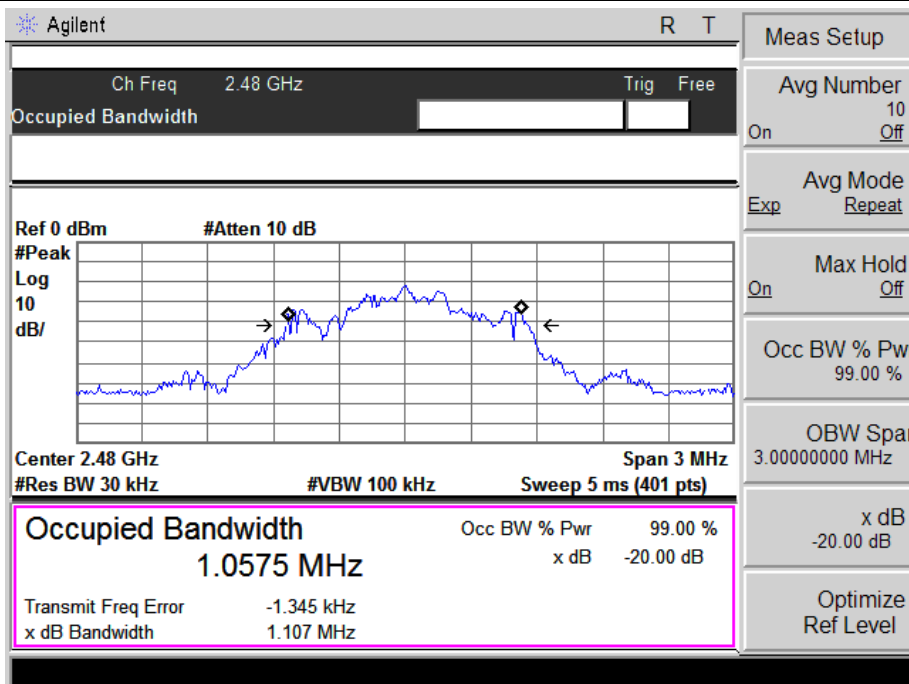 Agilent R T
Ch Freq 2.48 GHz Trig Free
Occupied Bandwidth
Ref 0 dBm #Atten 10 dB
#Peak
Log
10
dB/
Center 2.48 GHz Span 3 MHz
#Res BW 30 kHz #VBW 100 kHz Sweep 5 ms (401 pts)
Occupied Bandwidth Occ BW % Pwr 99.00 %
1.0575 MHz x dB -20.00 dB
Transmit Freq Error -1.345 kHz
x dB Bandwidth 1.107 MHz
Meas Setup
Avg Number
10
On Off
Avg Mode
Exp Repeat
Max Hold
On Off
Occ BW % Pwr
99.00 %
OBW Span
3.00000000 MHz
x dB
-20.00 dB
Optimize
Ref Level